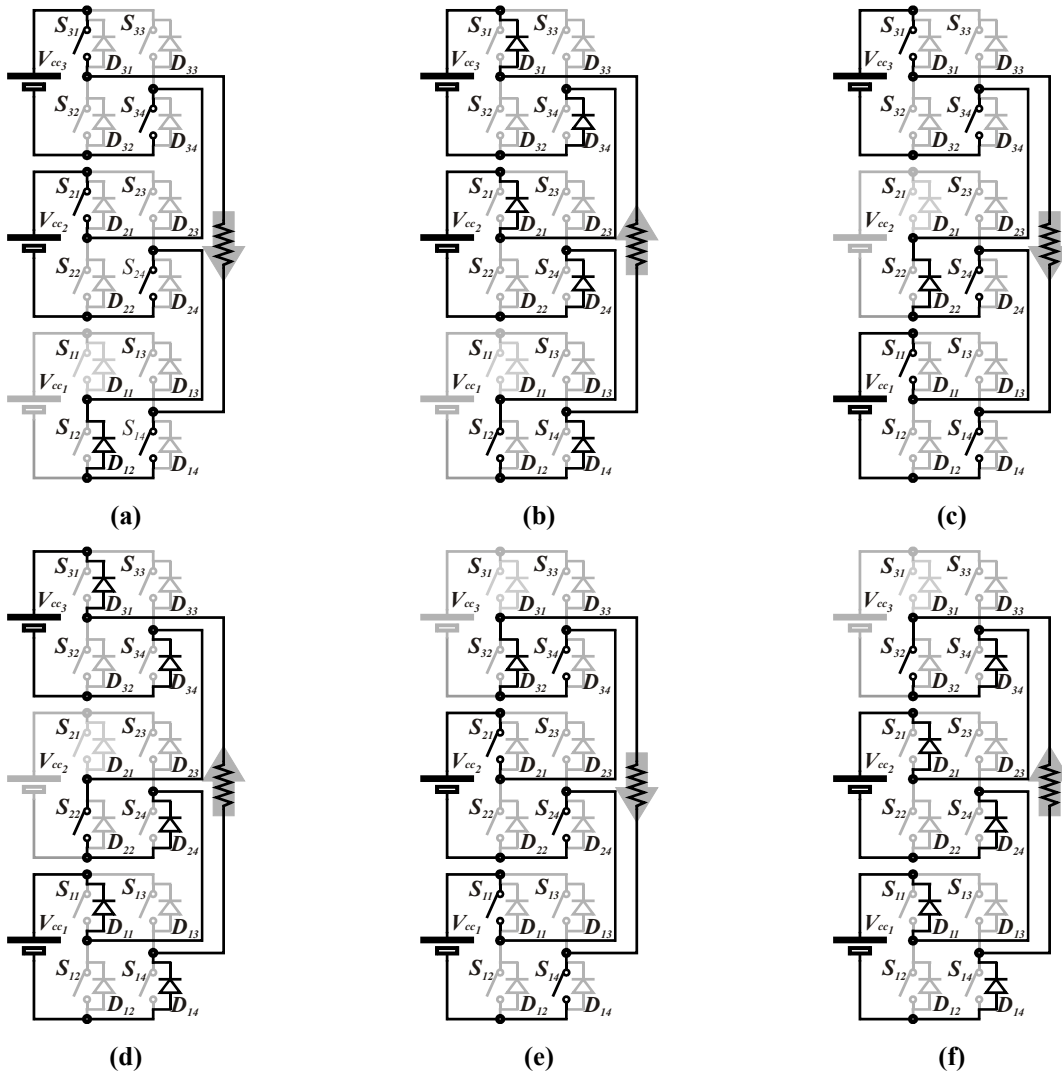 S31 S33
Vcc3 D31 D33
S32 S34
D32 D34
S21 S23
Vcc2 D21 D23
S22 S24
D22 D24
S11 S13
Vcc1 D11 D13
S12 S14
D12 D14
(a)
S31 S33
Vcc3 D31 D33
S32 S34
D32 D34
S21 S23
Vcc2 D21 D23
S22 S24
D22 D24
S11 S13
Vcc1 D11 D13
S12 S14
D12 D14
(b)
S31 S33
Vcc3 D31 D33
S32 S34
D32 D34
S21 S23
Vcc2 D21 D23
S22 S24
D22 D24
S11 S13
Vcc1 D11 D13
S12 S14
D12 D14
(c)
S31 S33
Vcc3 D31 D33
S32 S34
D32 D34
S21 S23
Vcc2 D21 D23
S22 S24
D22 D24
S11 S13
Vcc1 D11 D13
S12 S14
D12 D14
(d)
S31 S33
Vcc3 D31 D33
S32 S34
D32 D34
S21 S23
Vcc2 D21 D23
S22 S24
D22 D24
S11 S13
Vcc1 D11 D13
S12 S14
D12 D14
(e)
S31 S33
Vcc3 D31 D33
S32 S34
D32 D34
S21 S23
Vcc2 D21 D23
S22 S24
D22 D24
S11 S13
Vcc1 D11 D13
S12 S14
D12 D14
(f)